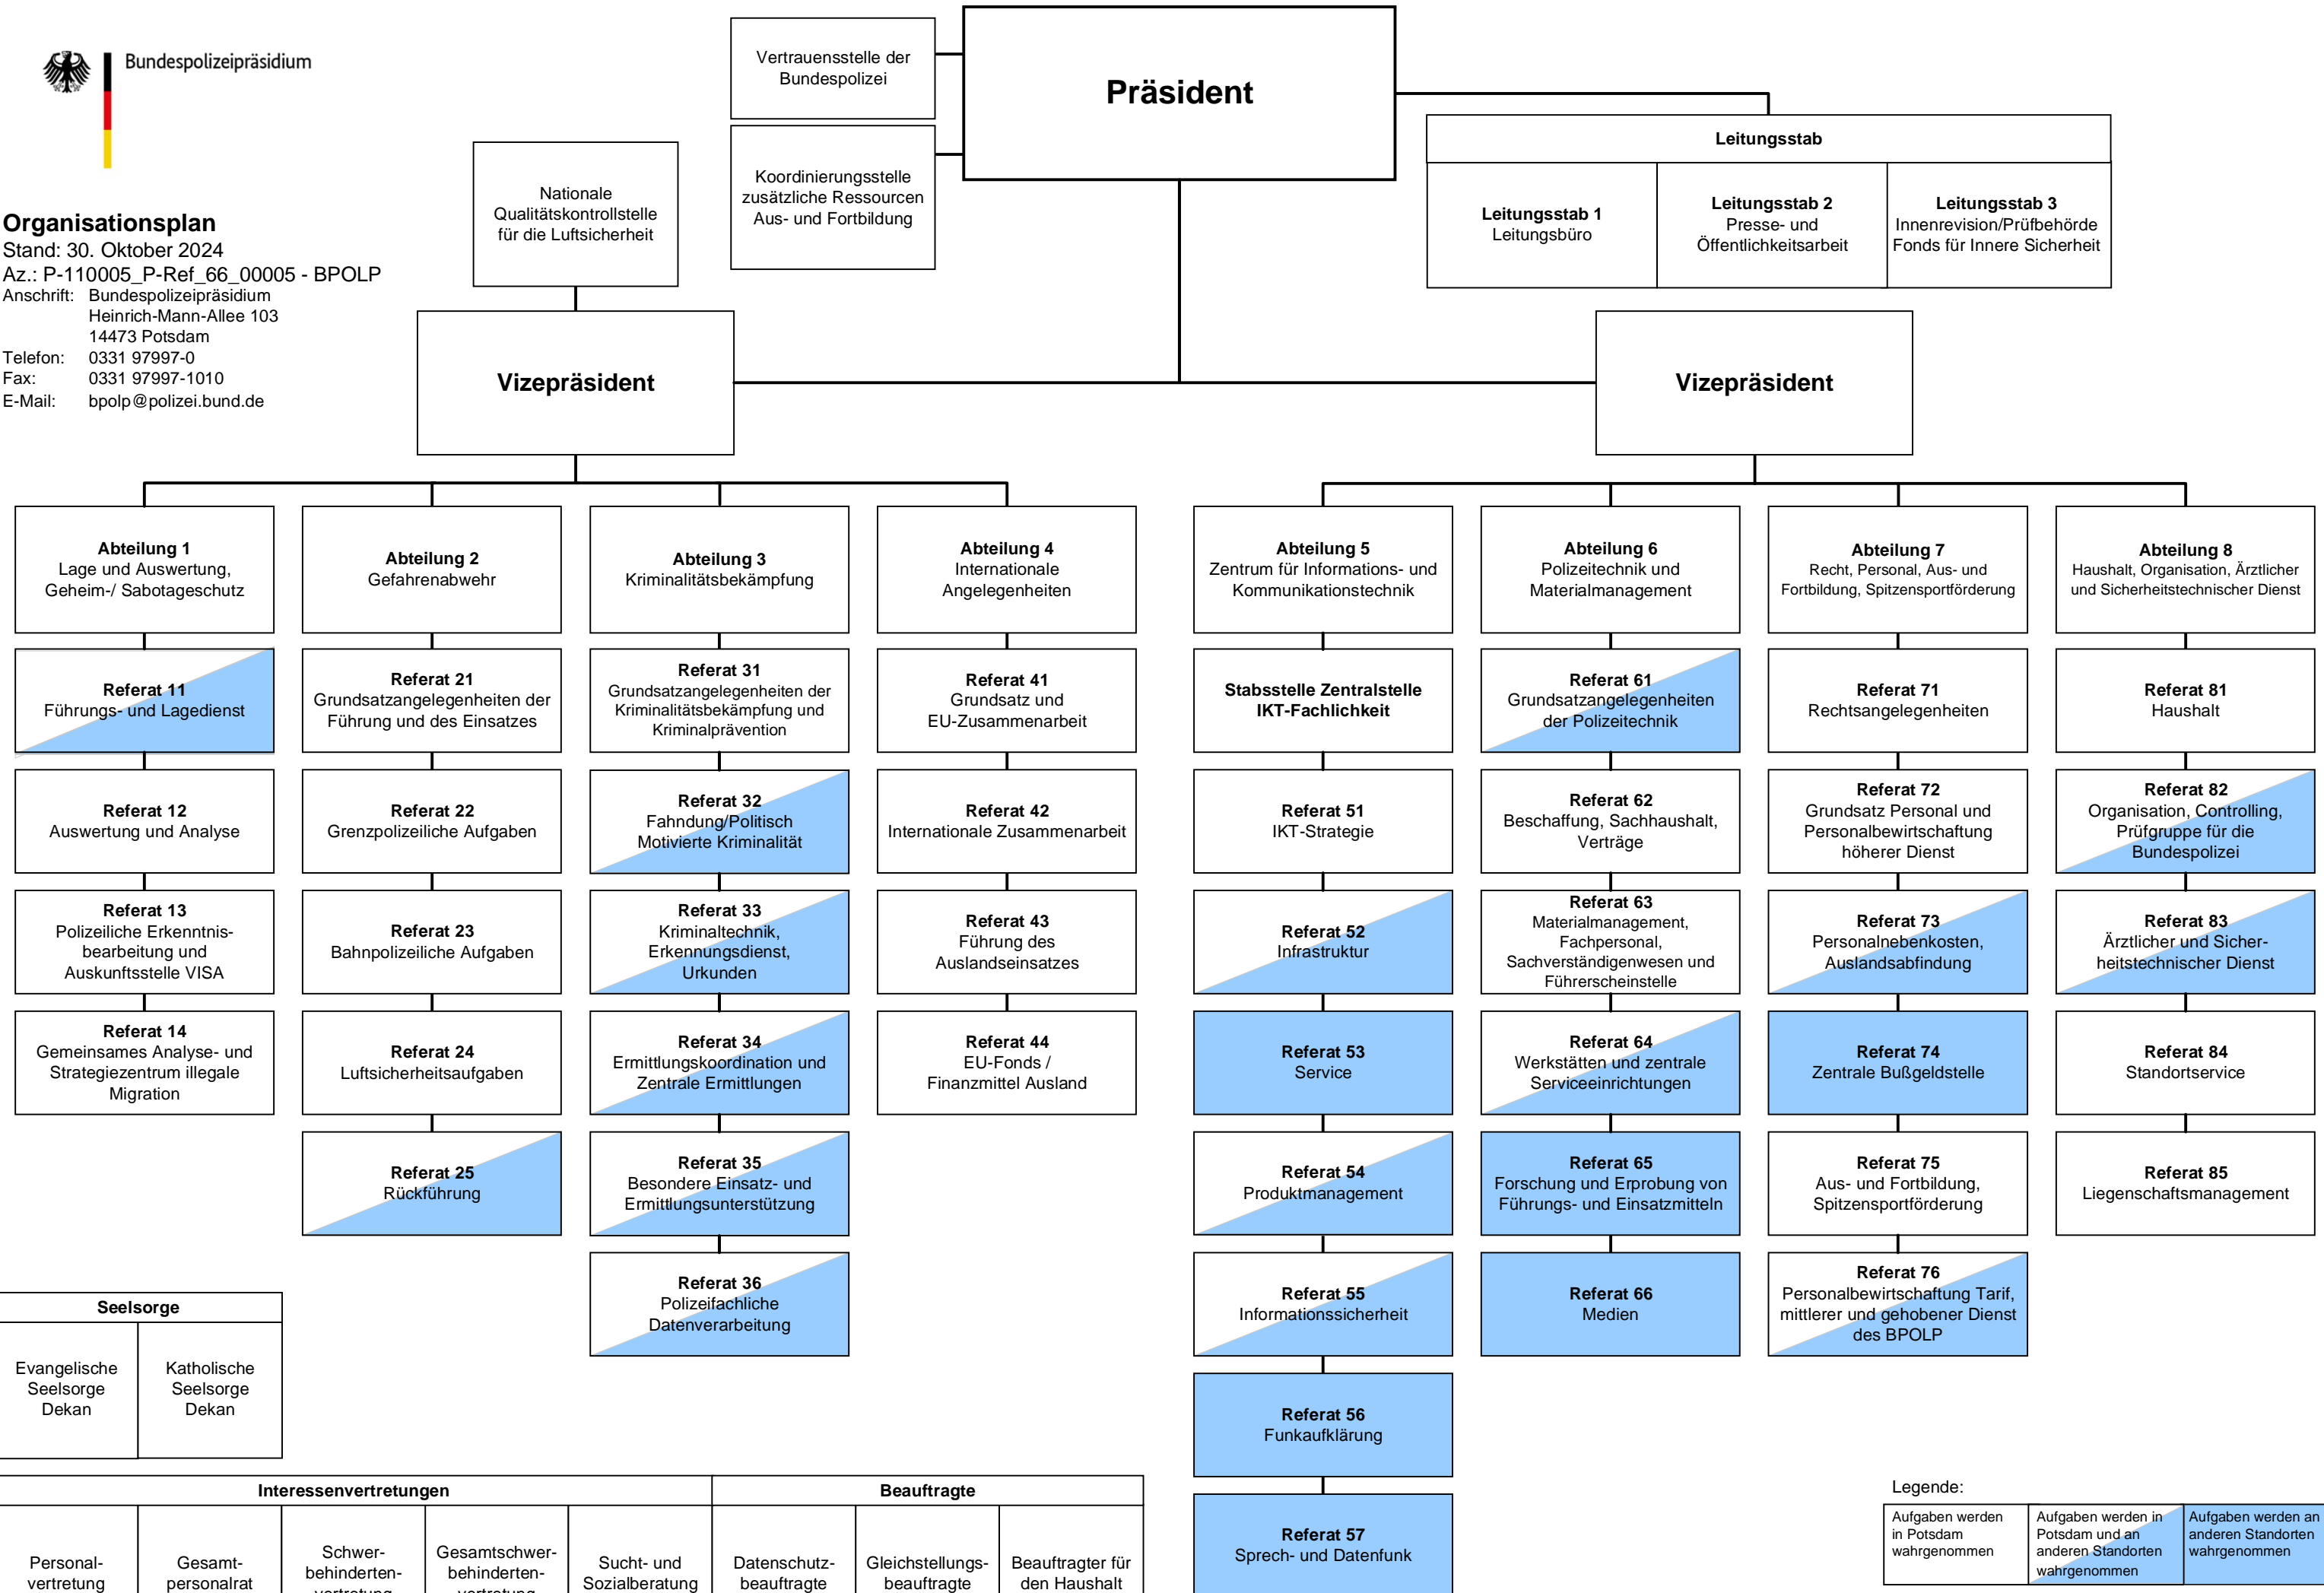 Bundespolizeipräsidium
Organisationsplan
Stand: 30. Oktober 2024
Az.: P-110005_P-Ref_66_00005 - BPOLP
Anschrift: Bundespolizeipräsidium
Heinrich-Mann-Allee 103
14473 Potsdam
Telefon: 0331 97997-0
Fax: 0331 97997-1010
E-Mail: bpolp@polizei.bund.de
Präsident
Vertrauensstelle der
Bundespolizei
Koordinierungsstelle
zusätzliche Ressourcen
Aus- und Fortbildung
Nationale
Qualitätskontrollstelle
für die Luftsicherheit
Leitungsstab
Leitungsstab 1
Leitungsbüro
Leitungsstab 2
Presse- und
Öffentlichkeitsarbeit
Leitungsstab 3
Innenrevision/Prüfbehörde
Fonds für Innere Sicherheit
Vizepräsident
Vizepräsident
Abteilung 1
Lage und Auswertung,
Geheim-/ Sabotageschutz
Referat 11
Führungs- und Lagedienst
Referat 12
Auswertung und Analyse
Referat 13
Polizeiliche Erkenntnis-
bearbeitung und
Auskunftsstelle VISA
Referat 14
Gemeinsames Analyse- und
Strategiezentrum illegale
Migration
Abteilung 2
Gefahrenabwehr
Referat 21
Grundsatzangelegenheiten der
Führung und des Einsatzes
Referat 22
Grenzpolizeiliche Aufgaben
Referat 23
Bahnpolizeiliche Aufgaben
Referat 24
Luftsicherheitsaufgaben
Referat 25
Rückführung
Abteilung 3
Kriminalitätsbekämpfung
Referat 31
Grundsatzangelegenheiten der
Kriminalitätsbekämpfung und
Kriminalprävention
Referat 32
Fahndung/Politisch
Motivierte Kriminalität
Referat 33
Kriminaltechnik,
Erkennungsdienst,
Urkunden
Referat 34
Ermittlungskoordination und
Zentrale Ermittlungen
Referat 35
Besondere Einsatz- und
Ermittlungsunterstützung
Referat 36
Polizeifachliche
Datenverarbeitung
Abteilung 4
Internationale
Angelegenheiten
Referat 41
Grundsatz und
EU-Zusammenarbeit
Referat 42
Internationale Zusammenarbeit
Referat 43
Führung des
Auslandseinsatzes
Referat 44
EU-Fonds /
Finanzmittel Ausland
Abteilung 5
Zentrum für Informations- und
Kommunikationstechnik
Stabsstelle Zentralstelle
IKT-Fachlichkeit
Referat 51
IKT-Strategie
Referat 52
Infrastruktur
Referat 53
Service
Referat 54
Produktmanagement
Referat 55
Informationssicherheit
Referat 56
Funkaufklärung
Referat 57
Sprech- und Datenfunk
Abteilung 6
Polizeitechnik und
Materialmanagement
Referat 61
Grundsatzangelegenheiten
der Polizeitechnik
Referat 62
Beschaffung, Sachhaushalt,
Verträge
Referat 63
Materialmanagement,
Fachpersonal,
Sachverständigenwesen und
Führerscheinstelle
Referat 64
Werkstätten und zentrale
Serviceeinrichtungen
Referat 65
Forschung und Erprobung von
Führungs- und Einsatzmitteln
Referat 66
Medien
Abteilung 7
Recht, Personal, Aus- und
Fortbildung, Spitzensportförderung
Referat 71
Rechtsangelegenheiten
Referat 72
Grundsatz Personal und
Personalbewirtschaftung
höherer Dienst
Referat 73
Personalnebenkosten,
Auslandsabfindung
Referat 74
Zentrale Bußgeldstelle
Referat 75
Aus- und Fortbildung,
Spitzensportförderung
Referat 76
Personalbewirtschaftung Tarif,
mittlerer und gehobener Dienst
des BPOLP
Abteilung 8
Haushalt, Organisation, Ärztlicher
und Sicherheitstechnischer Dienst
Referat 81
Haushalt
Referat 82
Organisation, Controlling,
Prüfgruppe für die
Bundespolizei
Referat 83
Ärztlicher und Sicher-
heitstechnischer Dienst
Referat 84
Standortservice
Referat 85
Liegenschaftsmanagement
Seelsorge
Evangelische
Seelsorge
Dekan
Katholische
Seelsorge
Dekan
Interessenvertretungen
Personal-
vertretung
Gesamt-
personalrat
Schwer-
behinderten-
vertretung
Gesamtschwer-
behinderten-
vertretung
Sucht- und
Sozialberatung
Beauftragte
Datenschutz-
beauftragte
Gleichstellungs-
beauftragte
Beauftragter für
den Haushalt
Legende:
Aufgaben werden
in Potsdam
wahrgenommen
Aufgaben werden in
Potsdam und an
anderen Standorten
wahrgenommen
Aufgaben werden an
anderen Standorten
wahrgenommen